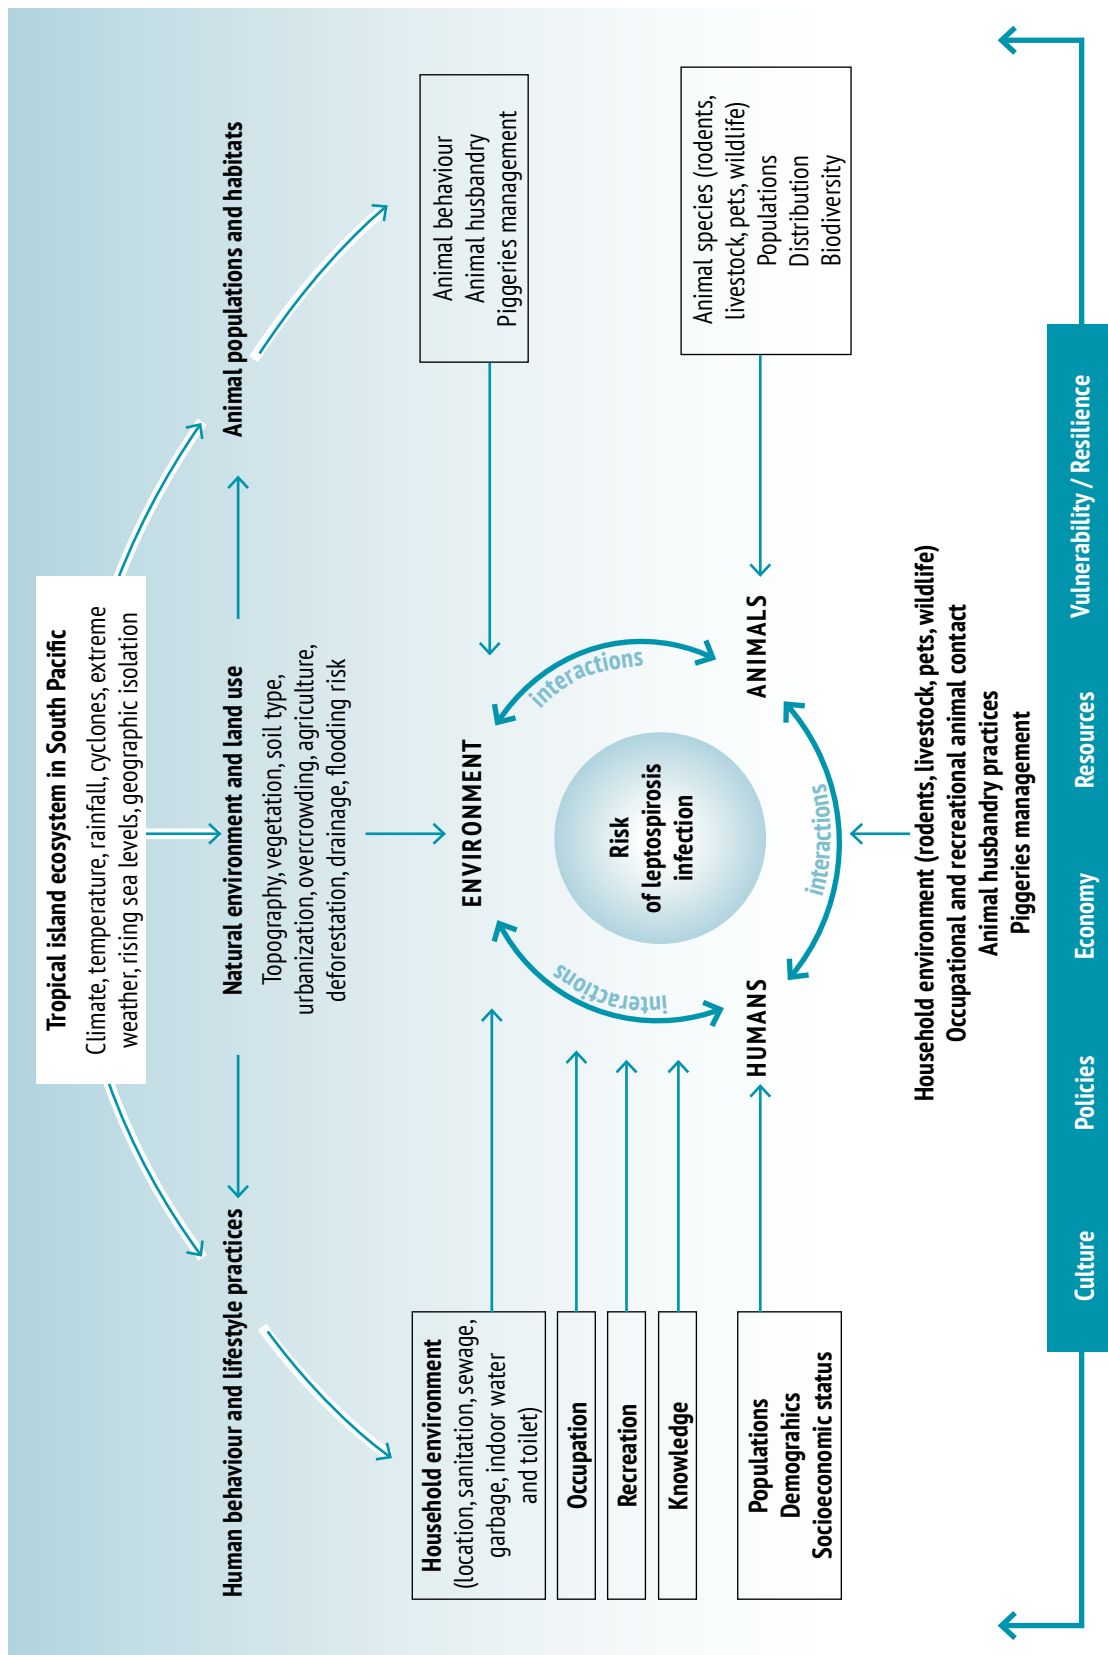 Tropical island ecosystem in South Pacific
Climate, temperature, rainfall, cyclones, extreme
weather, rising sea levels, geographic isolation
Human behaviour and lifestyle practices
Natural environment and land use
Topography, vegetation, soil type,
urbanization, overcrowding, agriculture,
deforestation, drainage, flooding risk
Animal populations and habitats
Household environment
(location, sanitation, sewage,
garbage, indoor water
and toilet)
Occupation
Recreation
Knowledge
Populations
Demograhics
Socioeconomic status
ENVIRONMENT
interactions
interactions
Risk
of leptospirosis
infection
HUMANS
interactions
ANIMALS
Animal behaviour
Animal husbandry
Piggeries management
Animal species (rodents,
livestock, pets, wildlife)
Populations
Distribution
Biodiversity
Household environment (rodents, livestock, pets, wildlife)
Occupational and recreational animal contact
Animal husbandry practices
Piggeries management
Culture Policies Economy Resources Vulnerability / Resilience